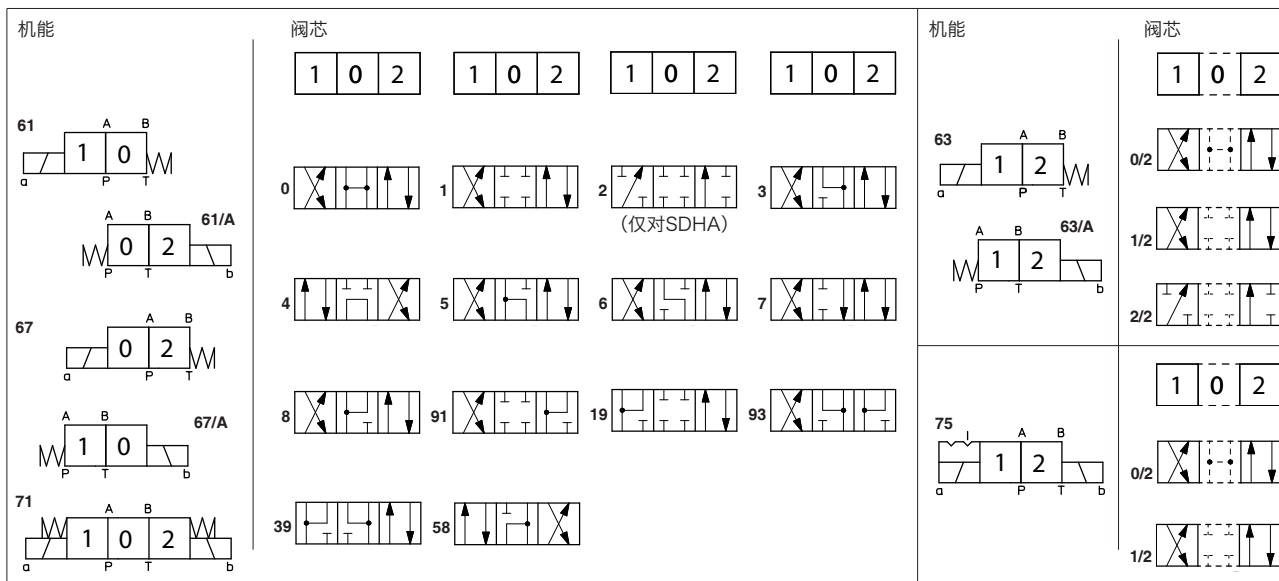 机能
阀芯
1 0 2
1 0 2
1 0 2
1 0 2
61
A B
1 0
a P T
A B 61/A
0 2
P T b
67
A B
0 2
a P T
A B 67/A
1 0
P T b
71
A B
1 0 2
a P T b
0
1
2
3
(仅对SDHA)
4
5
6
7
8
91
19
93
39
58
机能
阀芯
1 0 2
63
A B
1 2
a P T
A B 63/A
1 2
P T b
0/2
1/2
2/2
75
A B
1 2
a P T b
1 0 2
0/2
1/2